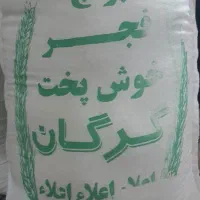 فجر
خوش پخت
گرگان
اعلاء اعلاء